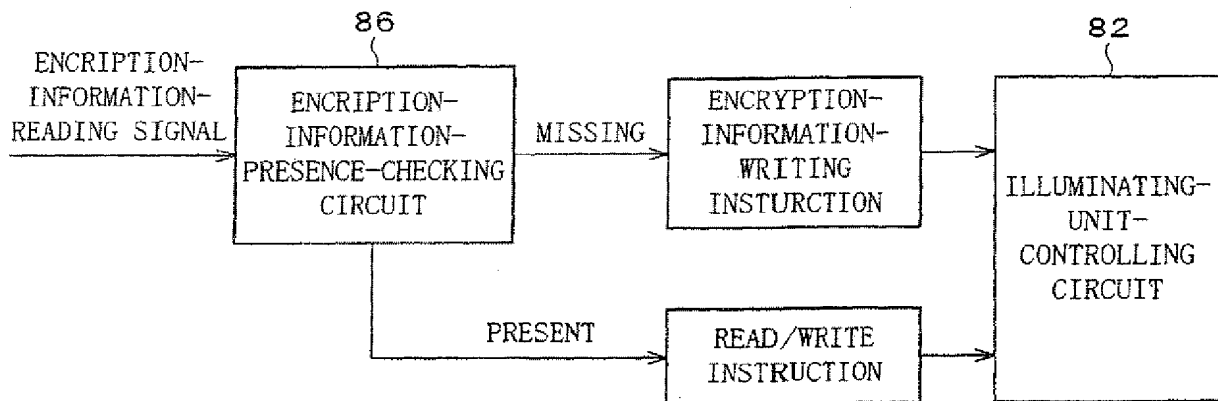 86
82
ENCRIPTION-
INFORMATION-
READING SIGNAL
ENCRIPTION-
INFORMATION-
PRESENCE-CHECKING
CIRCUIT
MISSING
ENCRYPTION-
INFORMATION-
WRITING
INSTURCTION
ILLUMINATING-
UNIT-
CONTROLLING
CIRCUIT
PRESENT
READ/WRITE
INSTRUCTION